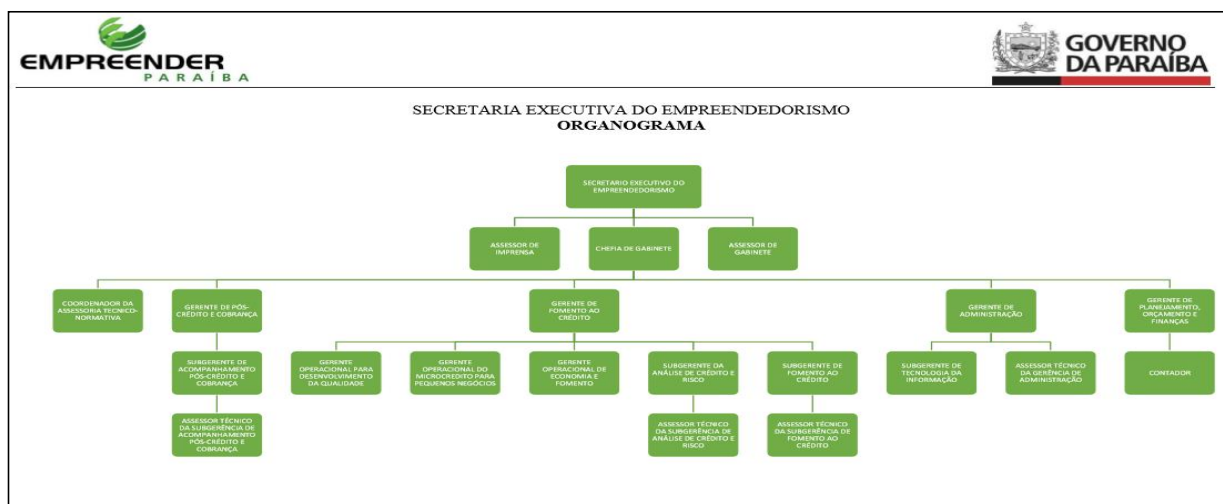 EMPREENDER
PARAÍBA
GOVERNO
DA PARAÍBA
SECRETARIA EXECUTIVA DO EMPREENDEDORISMO
ORGANOGRAMA
SECRETARIO EXECUTIVO DO
EMPREENDEDORISMO
ASSESSOR DE
IMPRENSA
CHEFIA DE GABINETE
ASSESSOR DE
GABINETE
COORDENADOR DA
ASSESSORIA TECNICO-
NORMATIVA
GERENTE DE PÓS-
CRÉDITO E COBRANÇA
GERENTE DE
FOMENTO AO
CRÉDITO
GERENTE DE
ADMINISTRAÇÃO
GERENTE DE
PLANEJAMENTO,
ORÇAMENTO E
FINANÇAS
SUBGERENTE DE
ACOMPANHAMENTO
PÓS-CRÉDITO E
COBRANÇA
GERENTE
OPERACIONAL PARA
DESENVOLVIMENTO
DA QUALIDADE
GERENTE
OPERACIONAL DO
MICROCREDITO PARA
PEQUENOS NEGÓCIOS
GERENTE
OPERACIONAL DE
ECONOMIA E
FOMENTO
SUBGERENTE DA
ANÁLISE DE CRÉDITO E
RISCO
SUBGERENTE DE
FOMENTO AO
CRÉDITO
SUBGERENTE DE
TECNOLOGIA DA
INFORMAÇÃO
ASSESSOR TÉCNICO
DA GERÊNCIA DE
ADMINISTRAÇÃO
CONTADOR
ASSESSOR TÉCNICO
DA SUBGERÊNCIA DE
ACOMPANHAMENTO
PÓS-CRÉDITO E
COBRANÇA
ASSESSOR TÉCNICO
DA SUBGERÊNCIA DE
ANÁLISE DE CRÉDITO E
RISCO
ASSESSOR TÉCNICO
DA SUBGERÊNCIA DE
FOMENTO AO
CRÉDITO